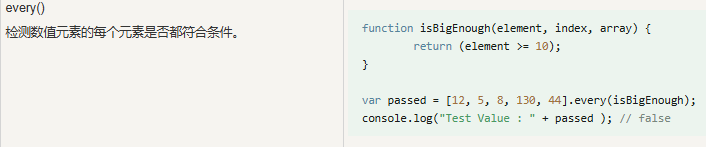 every()
检测数值元素的每个元素是否都符合条件。
function isBigEnough(element, index, array) {
        return (element >= 10);
}

var passed = [12, 5, 8, 130, 44].every(isBigEnough);
console.log("Test Value : " + passed ); // false